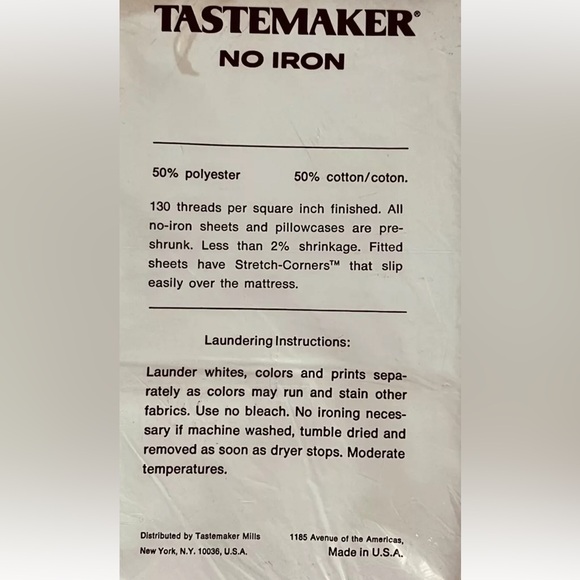 TASTEMAKER®
NO IRON
50% polyester 50% cotton/coton.
130 threads per square inch finished. All
no-iron sheets and pillowcases are pre-
shrunk. Less than 2% shrinkage. Fitted
sheets have Stretch-Corners™ that slip
easily over the mattress.
Laundering Instructions:
Launder whites, colors and prints sepa-
rately as colors may run and stain other
fabrics. Use no bleach. No ironing neces-
sary if machine washed, tumble dried and
removed as soon as dryer stops. Moderate
temperatures.
Distributed by Tastemaker Mills 1185 Avenue of the Americas,
New York, N.Y. 10036, U.S.A. Made in U.S.A.